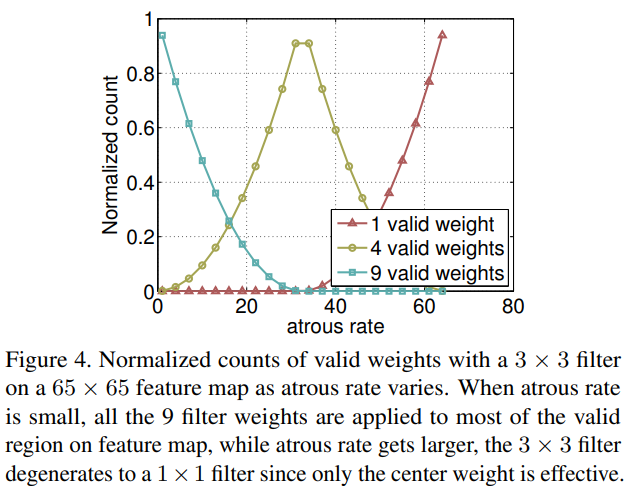 1
0.8
0.6
0.4
0.2
0
Normalized count
1 valid weight
4 valid weights
9 valid weights
0 20 40 60 80
atrous rate
Figure 4. Normalized counts of valid weights with a 3 × 3 filter
on a 65 × 65 feature map as atrous rate varies. When atrous rate
is small, all the 9 filter weights are applied to most of the valid
region on feature map, while atrous rate gets larger, the 3 × 3 filter
degenerates to a 1 × 1 filter since only the center weight is effective.